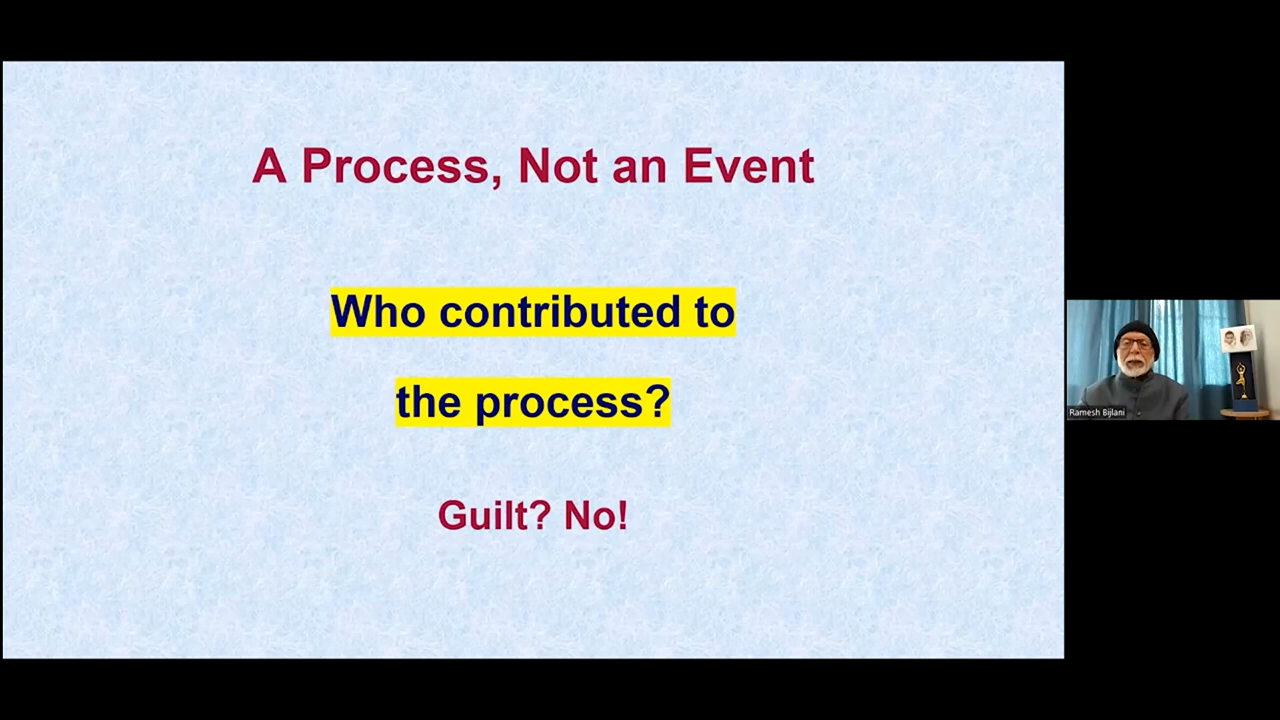 A Process, Not an Event
Who contributed to
the process?
Guilt? No!
Ramesh Bijlani